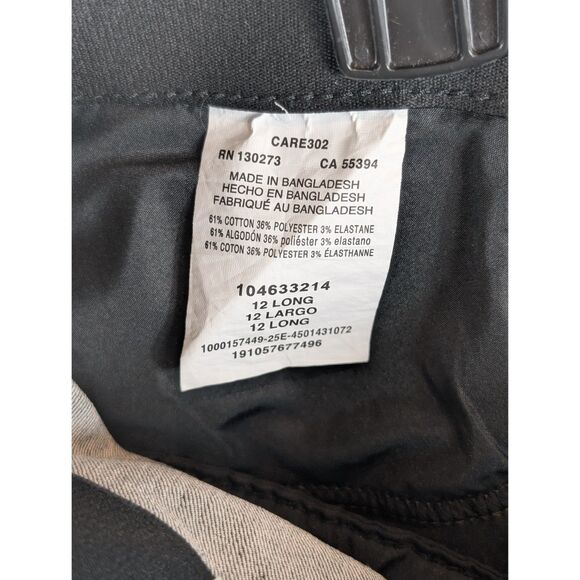 CARE302
RN 130273 CA 55394
MADE IN BANGLADESH
HECHO EN BANGLADESH
FABRIQUÉ AU BANGLADESH
61% COTTON 36% POLYESTER 3% ELASTANE
61% ALGODÓN 36% poliéster 3% elastano
61% COTON 36% POLYESTER 3% ÉLASTHANNE
104633214
12 LONG
12 LARGO
12 LONG
1000157449-25E-4501431072
191057677496